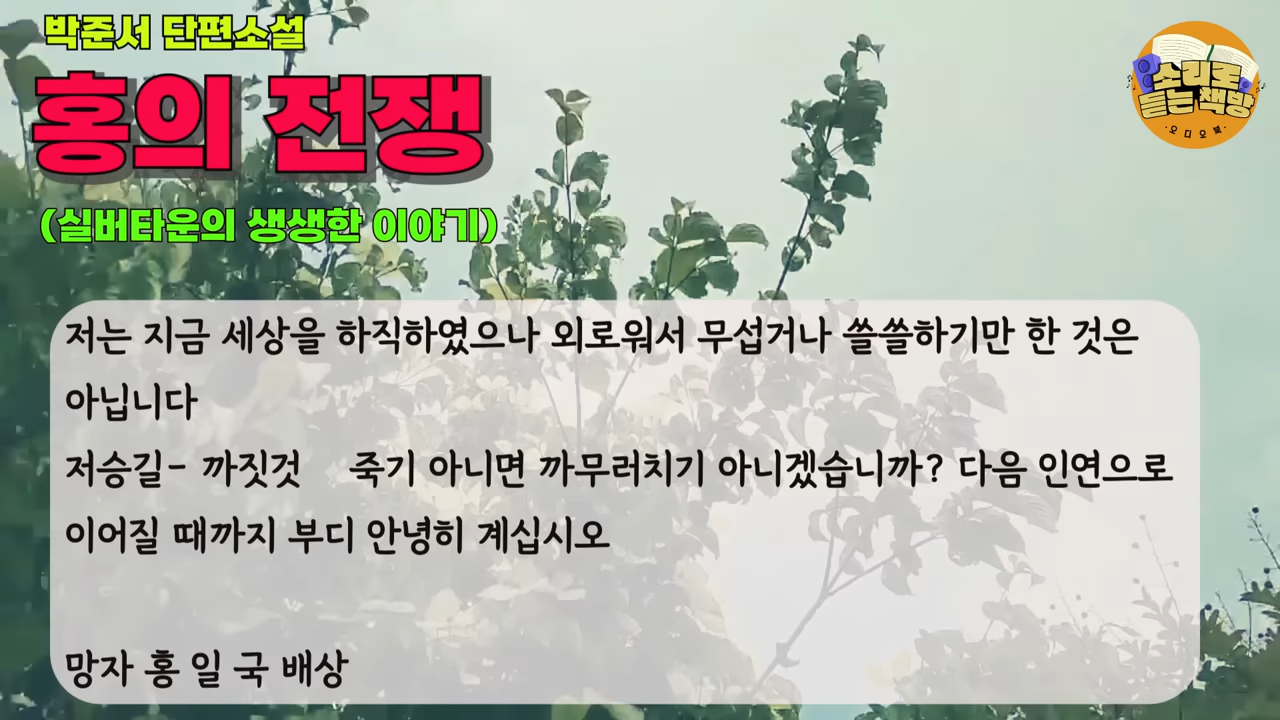 박준서 단편소설
홍의 전쟁
(실버타운의 생생한 이야기)
소리로
듣는 책방
·오디오북·
저는 지금 세상을 하직하였으나 외로워서 무섭거나 쓸쓸하기만 한 것은
아닙니다
저승길- 까짓것 죽기 아니면 까무러치기 아니겠습니까? 다음 인연으로
이어질 때까지 부디 안녕히 계십시오
망자 홍 일 국 배상